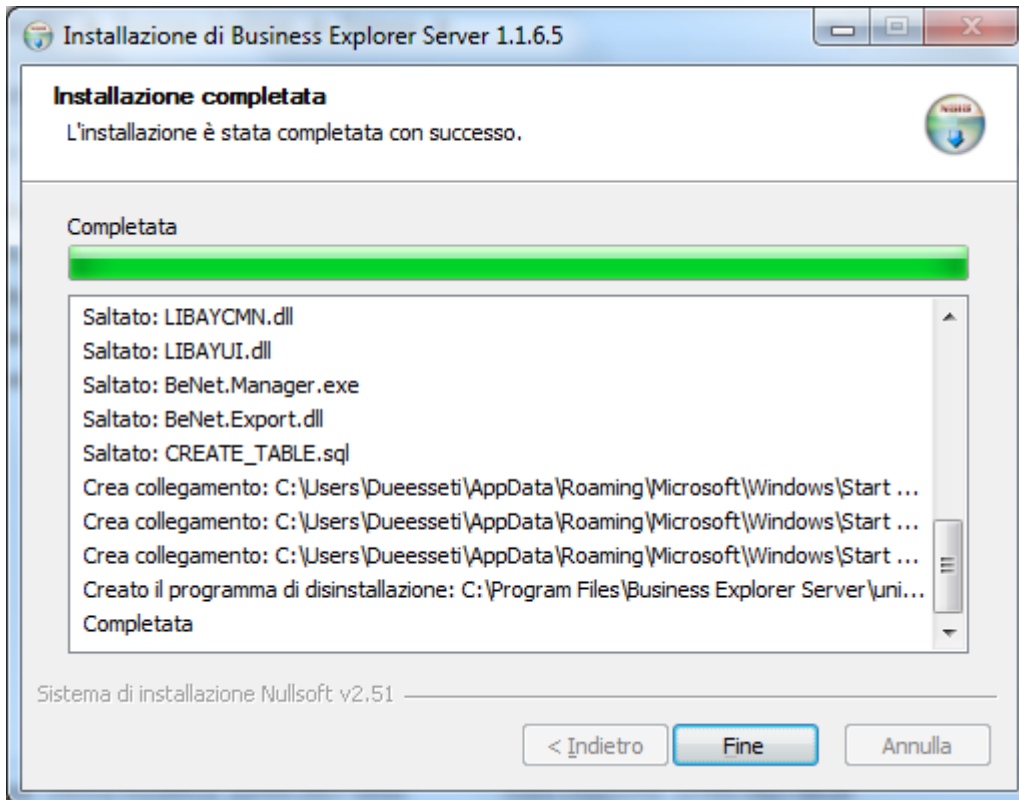 Installazione di Business Explorer Server 1.1.6.5
Installazione completata
L'installazione è stata completata con successo.
Completata
Saltato: LIBAYCMN.dll
Saltato: LIBAYUI.dll
Saltato: BeNet.Manager.exe
Saltato: BeNet.Export.dll
Saltato: CREATE_TABLE.sql
Crea collegamento: C:\Users\Dueesseti\AppData\Roaming\Microsoft\Windows\Start ...
Crea collegamento: C:\Users\Dueesseti\AppData\Roaming\Microsoft\Windows\Start ...
Crea collegamento: C:\Users\Dueesseti\AppData\Roaming\Microsoft\Windows\Start ...
Creato il programma di disinstallazione: C:\Program Files\Business Explorer Server\uni...
Completata
Sistema di installazione Nullsoft v2.51
< Indietro
Fine
Annulla